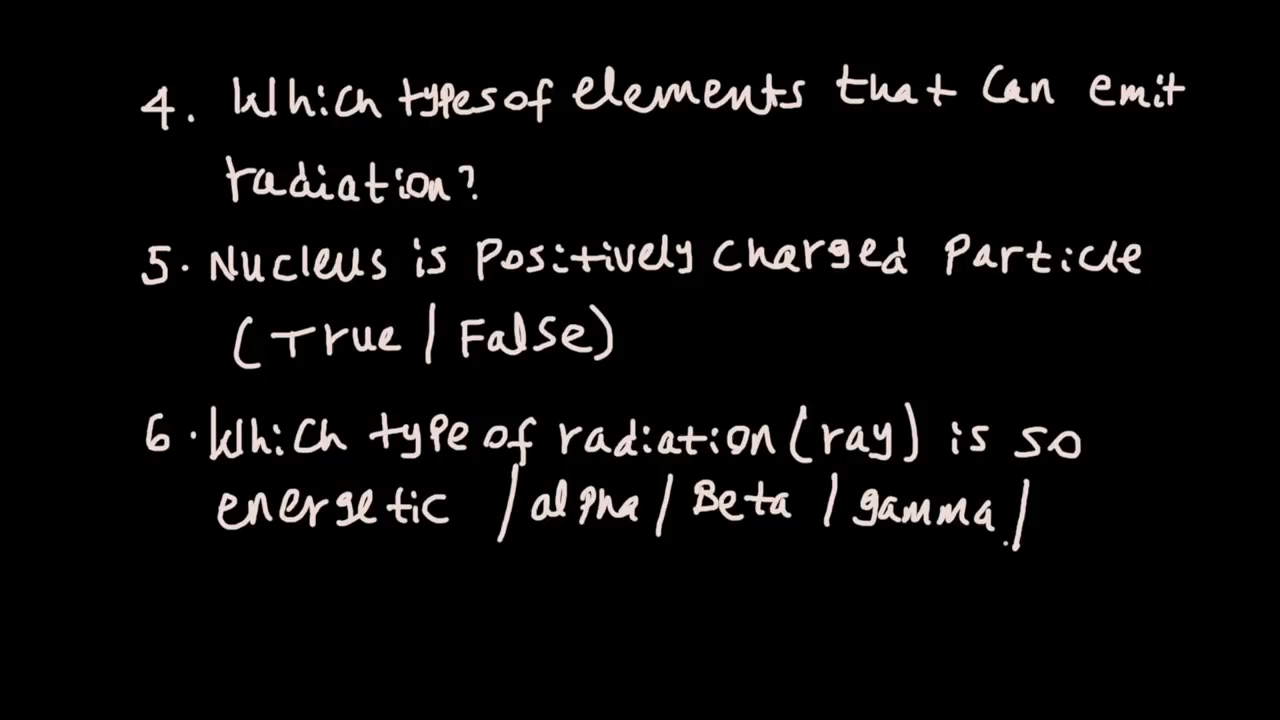 4. Which types of elements that can emit
radiation?
5. Nucleus is positively charged particle
(True / False)
6. Which type of radiation (ray) is so
energetic / alpha / Beta / gamma. /